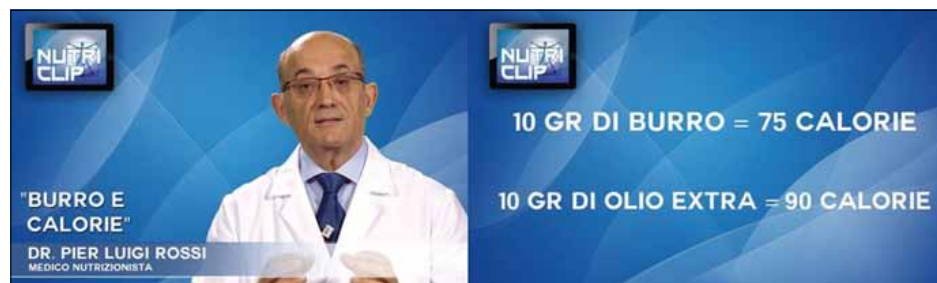 NUTRI
CLIP
"BURRO E
CALORIE"
DR. PIER LUIGI ROSSI
MEDICO NUTRIZIONISTA
NUTRI
CLIP
10 GR DI BURRO = 75 CALORIE
10 GR DI OLIO EXTRA = 90 CALORIE